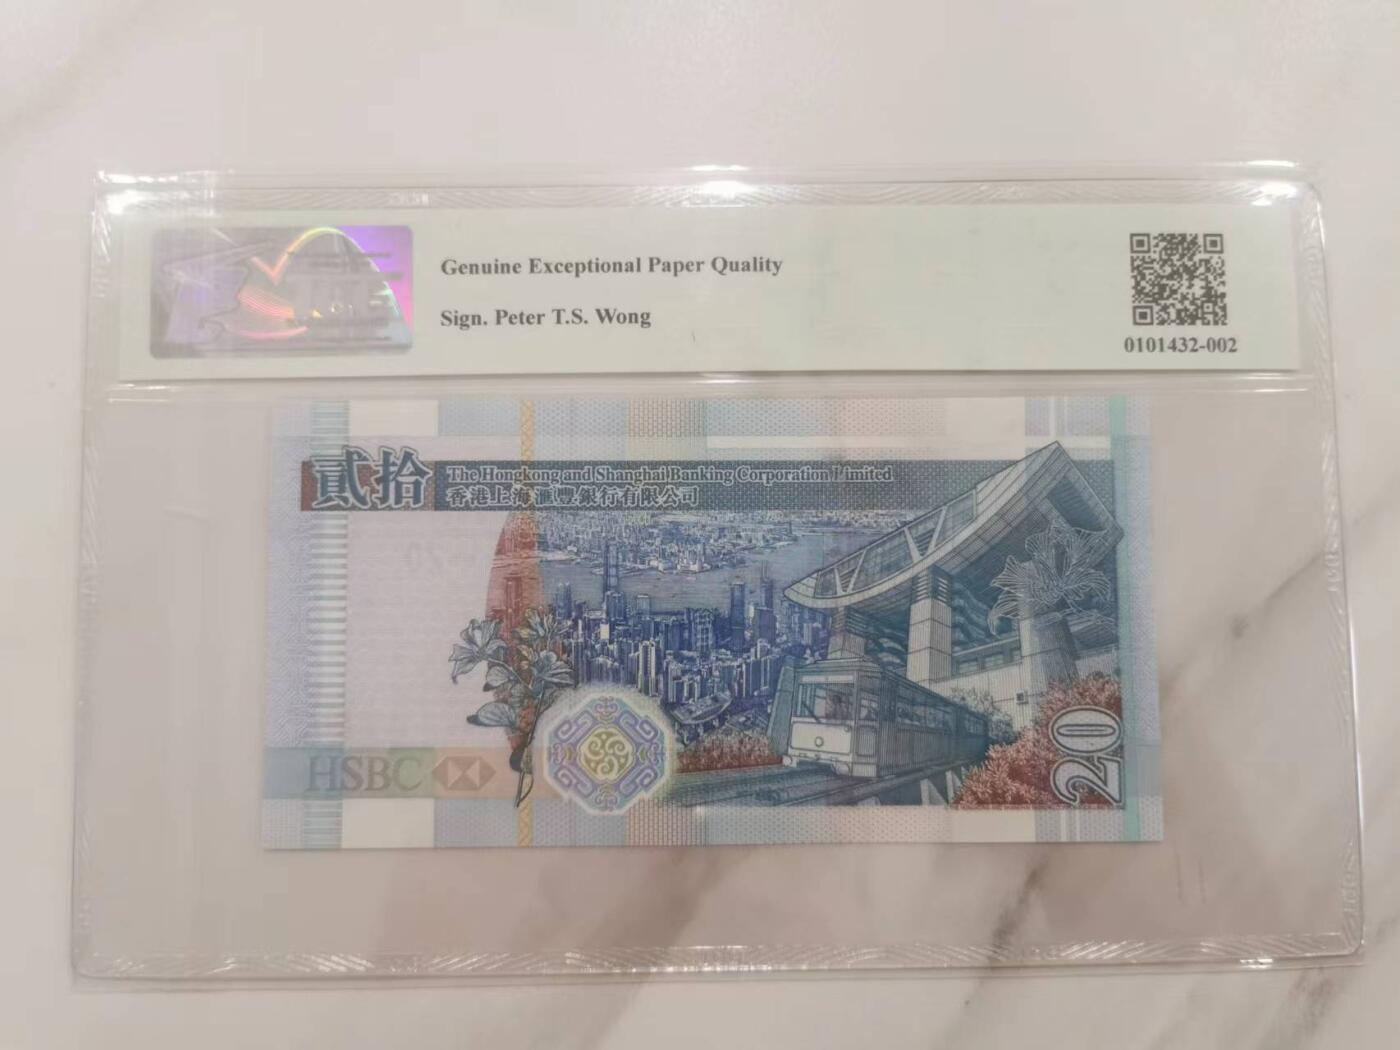 Genuine Exceptional Paper Quality
Sign. Peter T.S. Wong
0101432-002
貳拾
The Hongkong and Shanghai Banking Corporation Limited
香港上海滙豐銀行有限公司
HSBC
20